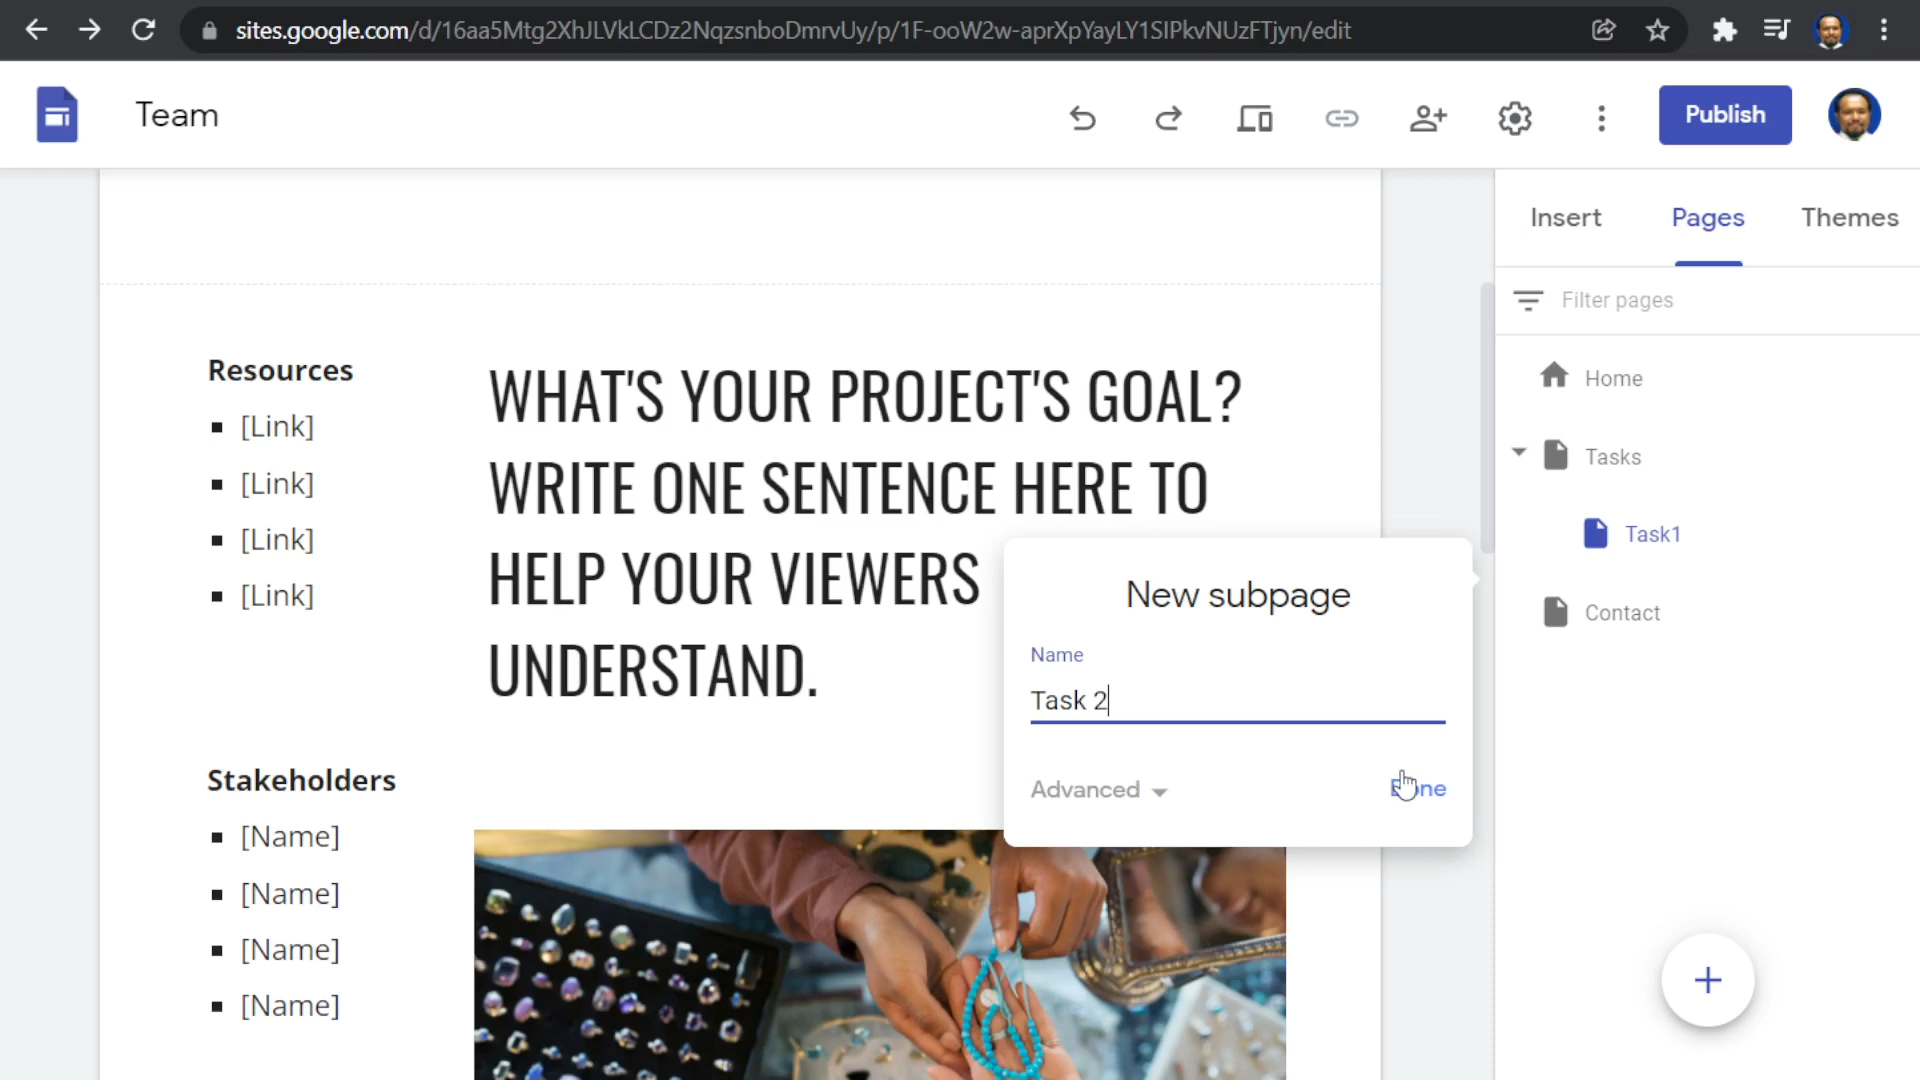 sites.google.com/d/16aa5Mtg2XhJLVkLCDz2NqzsnboDmrvUy/p/1F-ooW2w-aprXpYayLY1SIPkvNUzFTjyn/edit
Team
Publish
Insert
Pages
Themes
Filter pages
Home
Tasks
Task1
Contact
Resources
[Link]
[Link]
[Link]
[Link]
WHAT'S YOUR PROJECT'S GOAL?
WRITE ONE SENTENCE HERE TO
HELP YOUR VIEWERS
UNDERSTAND.
Stakeholders
[Name]
[Name]
[Name]
[Name]
New subpage
Name
Task 2
Advanced
Done